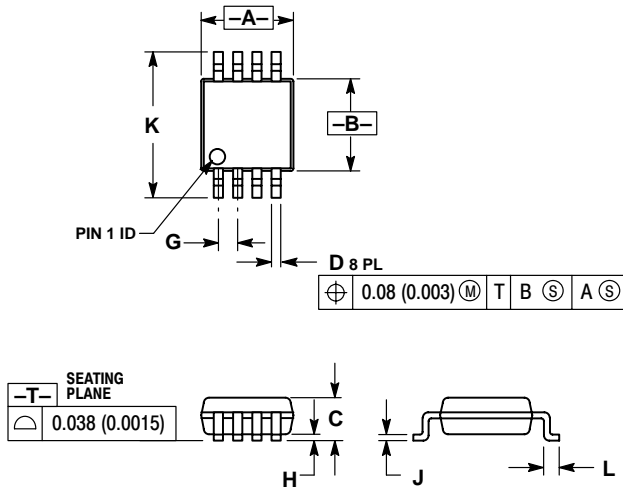 –A–
K
–B–
PIN 1 ID
G
D 8 PL
⌖ 0.08 (0.003) Ⓜ T B Ⓢ A Ⓢ
–T– SEATING
PLANE
⌓ 0.038 (0.0015)
C
H
J
L